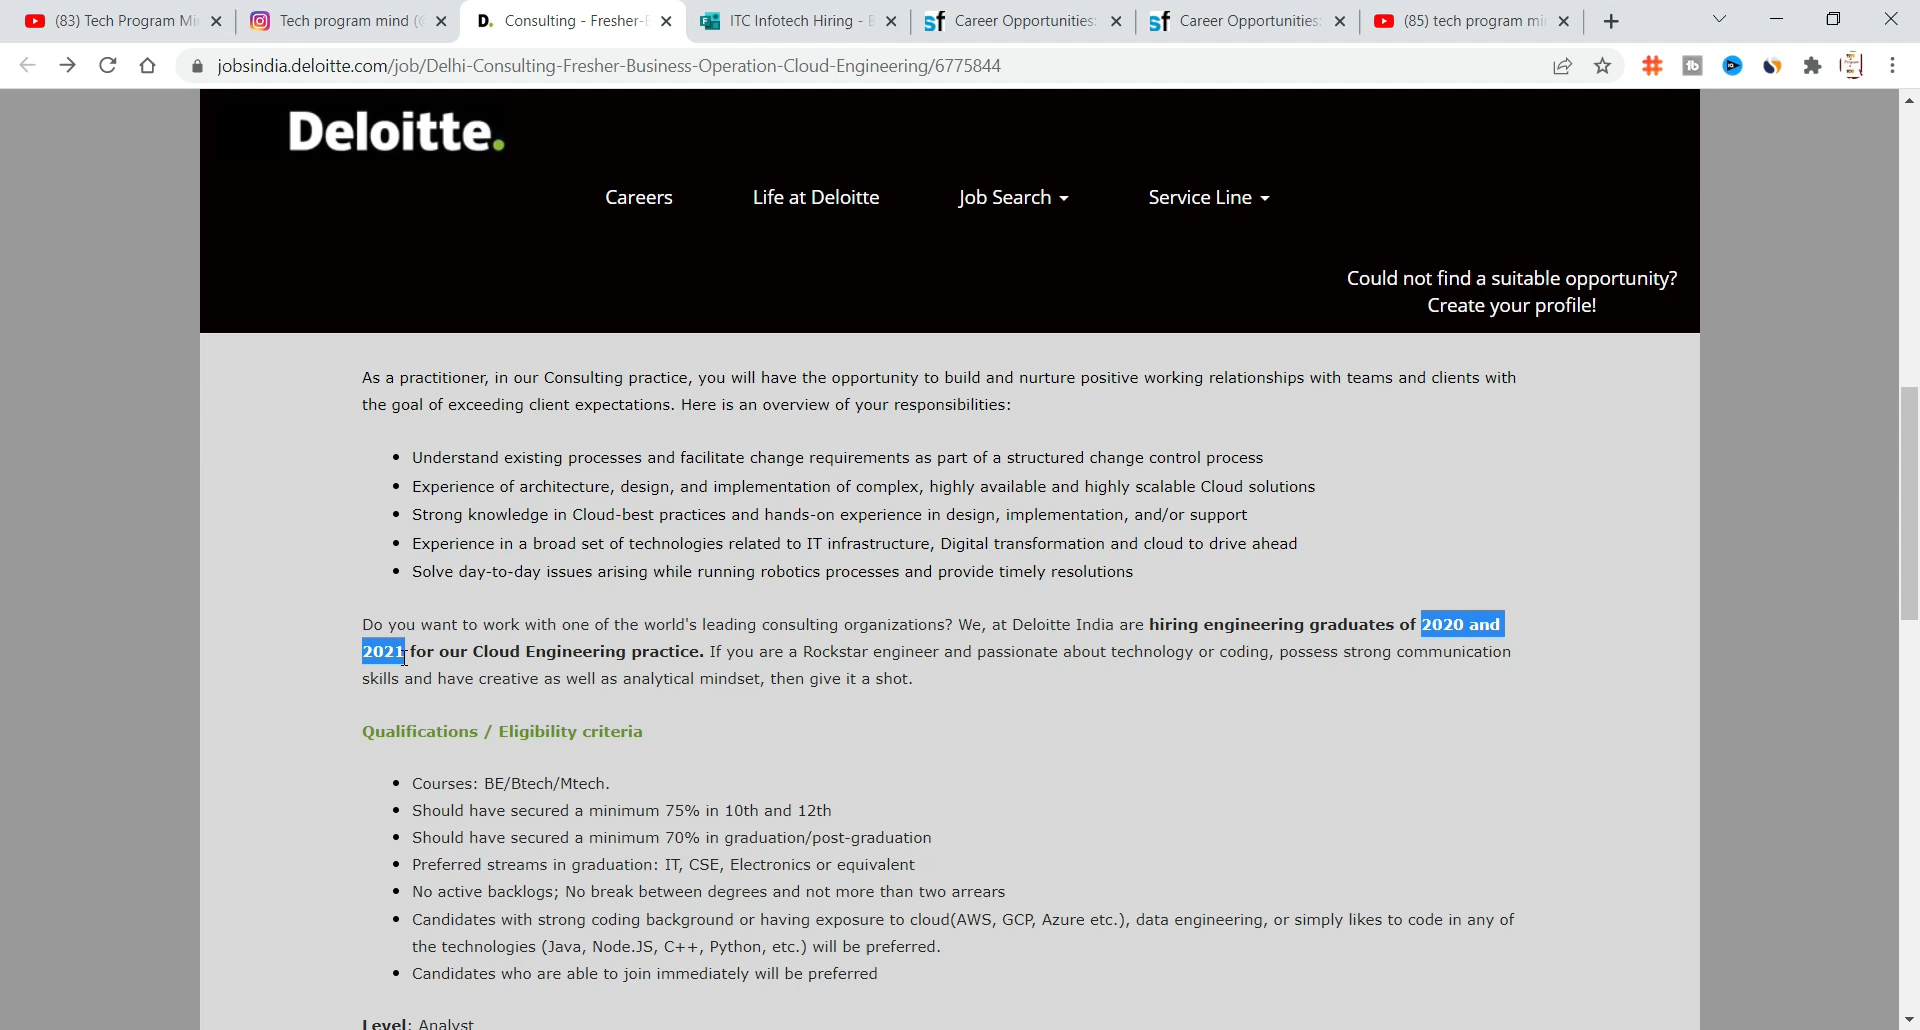 (83) Tech Program Mi
Tech program mind (
D. Consulting - Fresher-
ITC Infotech Hiring -
sf Career Opportunities:
sf Career Opportunities:
(85) tech program mi
jobsindia.deloitte.com/job/Delhi-Consulting-Fresher-Business-Operation-Cloud-Engineering/6775844
Deloitte.
Careers Life at Deloitte Job Search Service Line
Could not find a suitable opportunity?
Create your profile!
As a practitioner, in our Consulting practice, you will have the opportunity to build and nurture positive working relationships with teams and clients with
the goal of exceeding client expectations. Here is an overview of your responsibilities:
• Understand existing processes and facilitate change requirements as part of a structured change control process
• Experience of architecture, design, and implementation of complex, highly available and highly scalable Cloud solutions
• Strong knowledge in Cloud-best practices and hands-on experience in design, implementation, and/or support
• Experience in a broad set of technologies related to IT infrastructure, Digital transformation and cloud to drive ahead
• Solve day-to-day issues arising while running robotics processes and provide timely resolutions
Do you want to work with one of the world's leading consulting organizations? We, at Deloitte India are hiring engineering graduates of 2020 and
2021 for our Cloud Engineering practice. If you are a Rockstar engineer and passionate about technology or coding, possess strong communication
skills and have creative as well as analytical mindset, then give it a shot.
Qualifications / Eligibility criteria
• Courses: BE/Btech/Mtech.
• Should have secured a minimum 75% in 10th and 12th
• Should have secured a minimum 70% in graduation/post-graduation
• Preferred streams in graduation: IT, CSE, Electronics or equivalent
• No active backlogs; No break between degrees and not more than two arrears
• Candidates with strong coding background or having exposure to cloud(AWS, GCP, Azure etc.), data engineering, or simply likes to code in any of
the technologies (Java, Node.JS, C++, Python, etc.) will be preferred.
• Candidates who are able to join immediately will be preferred
Level: Analyst